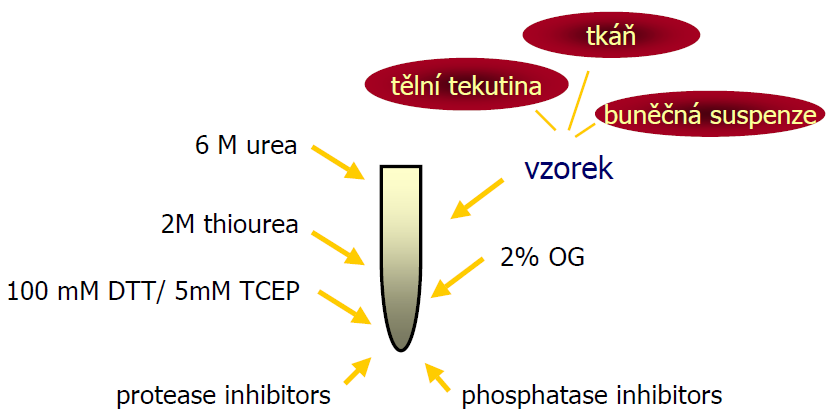 tkáň
tělní tekutina
buněčná suspenze
6 M urea
vzorek
2M thiourea
2% OG
100 mM DTT/ 5mM TCEP
protease inhibitors
phosphatase inhibitors